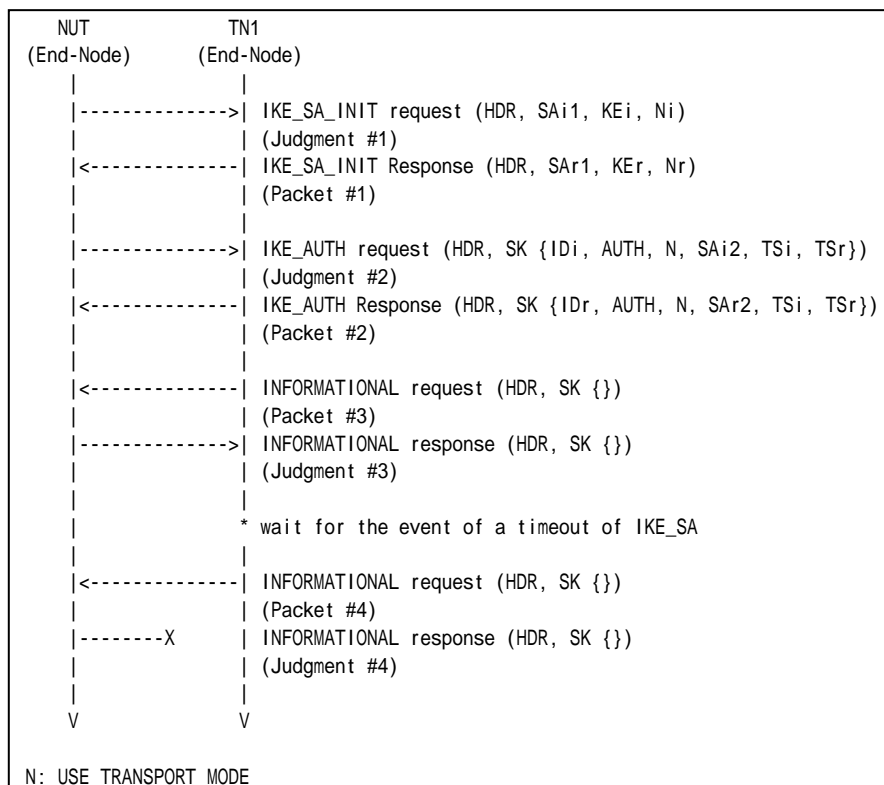 NUT TN1
(End-Node) (End-Node)
| |
|-------------->| IKE_SA_INIT request (HDR, SAi1, KEi, Ni)
| | (Judgment #1)
|<--------------| IKE_SA_INIT Response (HDR, SAr1, KEr, Nr)
| | (Packet #1)
| |
|-------------->| IKE_AUTH request (HDR, SK {IDi, AUTH, N, SAi2, TSi, TSr})
| | (Judgment #2)
|<--------------| IKE_AUTH Response (HDR, SK {IDr, AUTH, N, SAr2, TSi, TSr})
| | (Packet #2)
| |
|<--------------| INFORMATIONAL request (HDR, SK {})
| | (Packet #3)
|-------------->| INFORMATIONAL response (HDR, SK {})
| | (Judgment #3)
| |
| * wait for the event of a timeout of IKE_SA
| |
|<--------------| INFORMATIONAL request (HDR, SK {})
| | (Packet #4)
|--------X | INFORMATIONAL response (HDR, SK {})
| | (Judgment #4)
| |
V V
N: USE TRANSPORT MODE